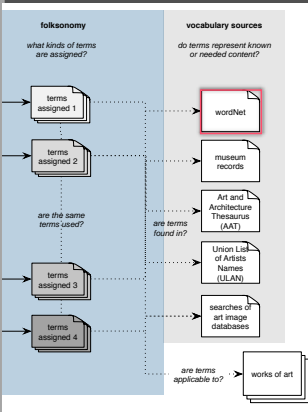 folksonomy
what kinds of terms
are assigned?
vocabulary sources
do terms represent known
or needed content?
terms
assigned 1
wordNet
terms
assigned 2
museum
records
Art and
Architecture
Thesaurus
(AAT)
are the same
terms used?
are terms
found in?
Union List
of Artists
Names
(ULAN)
terms
assigned 3
searches of
art image
databases
terms
assigned 4
are terms
applicable to?
works of art